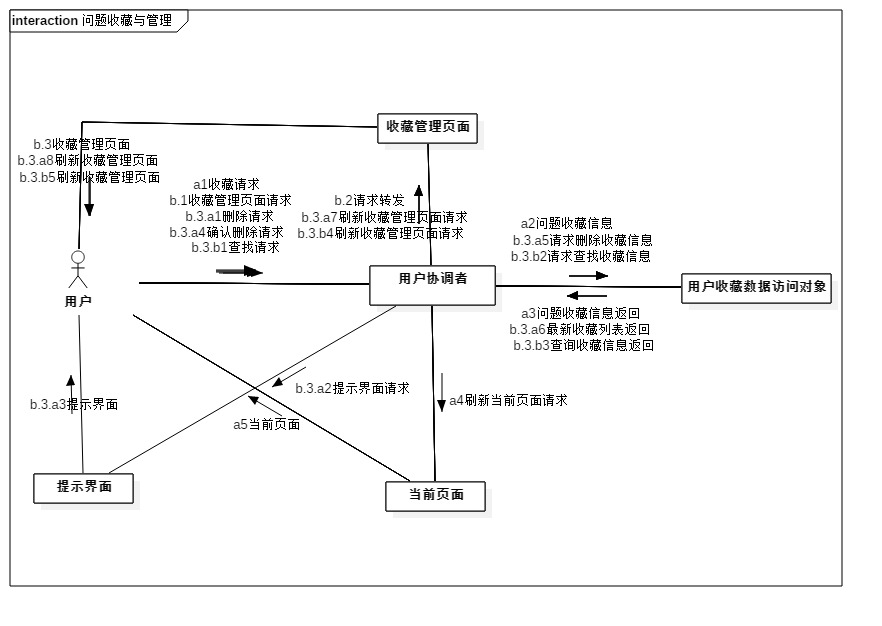 interaction 问题收藏与管理
收藏管理页面
b.3收藏管理页面
b.3.a8刷新收藏管理页面
b.3.b5刷新收藏管理页面
a1收藏请求
b.1收藏管理页面请求
b.3.a1删除请求
b.3.a4确认删除请求
b.3.b1查找请求
b.2请求转发
b.3.a7刷新收藏管理页面请求
b.3.b4刷新收藏管理页面请求
a2问题收藏信息
b.3.a5请求删除收藏信息
b.3.b2请求查找收藏信息
用户
用户协调者
用户收藏数据访问对象
a3问题收藏信息返回
b.3.a6最新收藏列表返回
b.3.b3查询收藏信息返回
b.3.a2提示界面请求
a4刷新当前页面请求
b.3.a3提示界面
a5当前页面
提示界面
当前页面